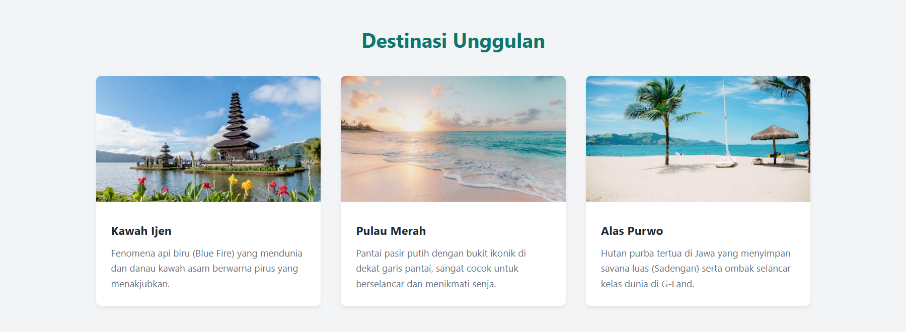 Destinasi Unggulan
Kawah Ijen
Fenomena api biru (Blue Fire) yang mendunia
dan danau kawah asam berwarna pirus yang
menakjubkan.
Pulau Merah
Pantai pasir putih dengan bukit ikonik di
dekat garis pantai, sangat cocok untuk
berselancar dan menikmati senja.
Alas Purwo
Hutan purba tertua di Jawa yang menyimpan
savana luas (Sadengan) serta ombak selancar
kelas dunia di G-Land.